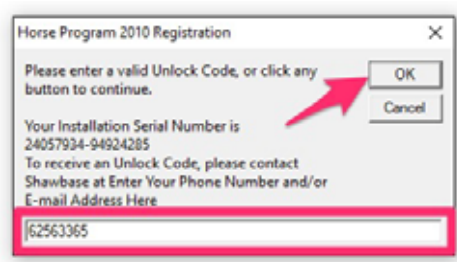 Horse Program 2010 Registration
Please enter a valid Unlock Code, or click any
button to continue.
OK
Cancel
Your Installation Serial Number is
24057934-94924285
To receive an Unlock Code, please contact
Shawbase at Enter Your Phone Number and/or
E-mail Address Here
62563365